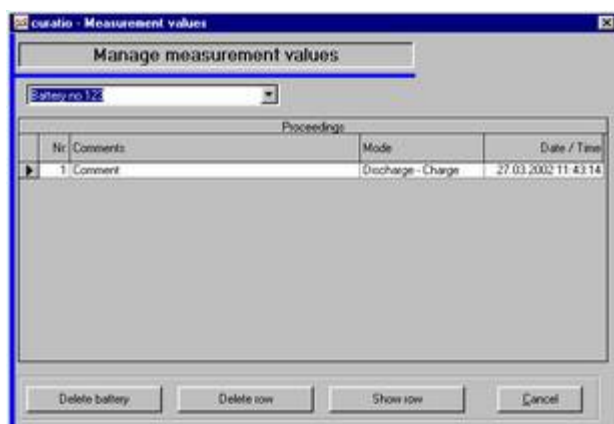 curatio - Measurement values
Manage measurement values
Battery no 123
Proceedings
Nr. Comments Mode Date / Time
1 Comment Discharge - Charge 27.03.2002 11:43:14
Delete battery Delete row Show row Cancel